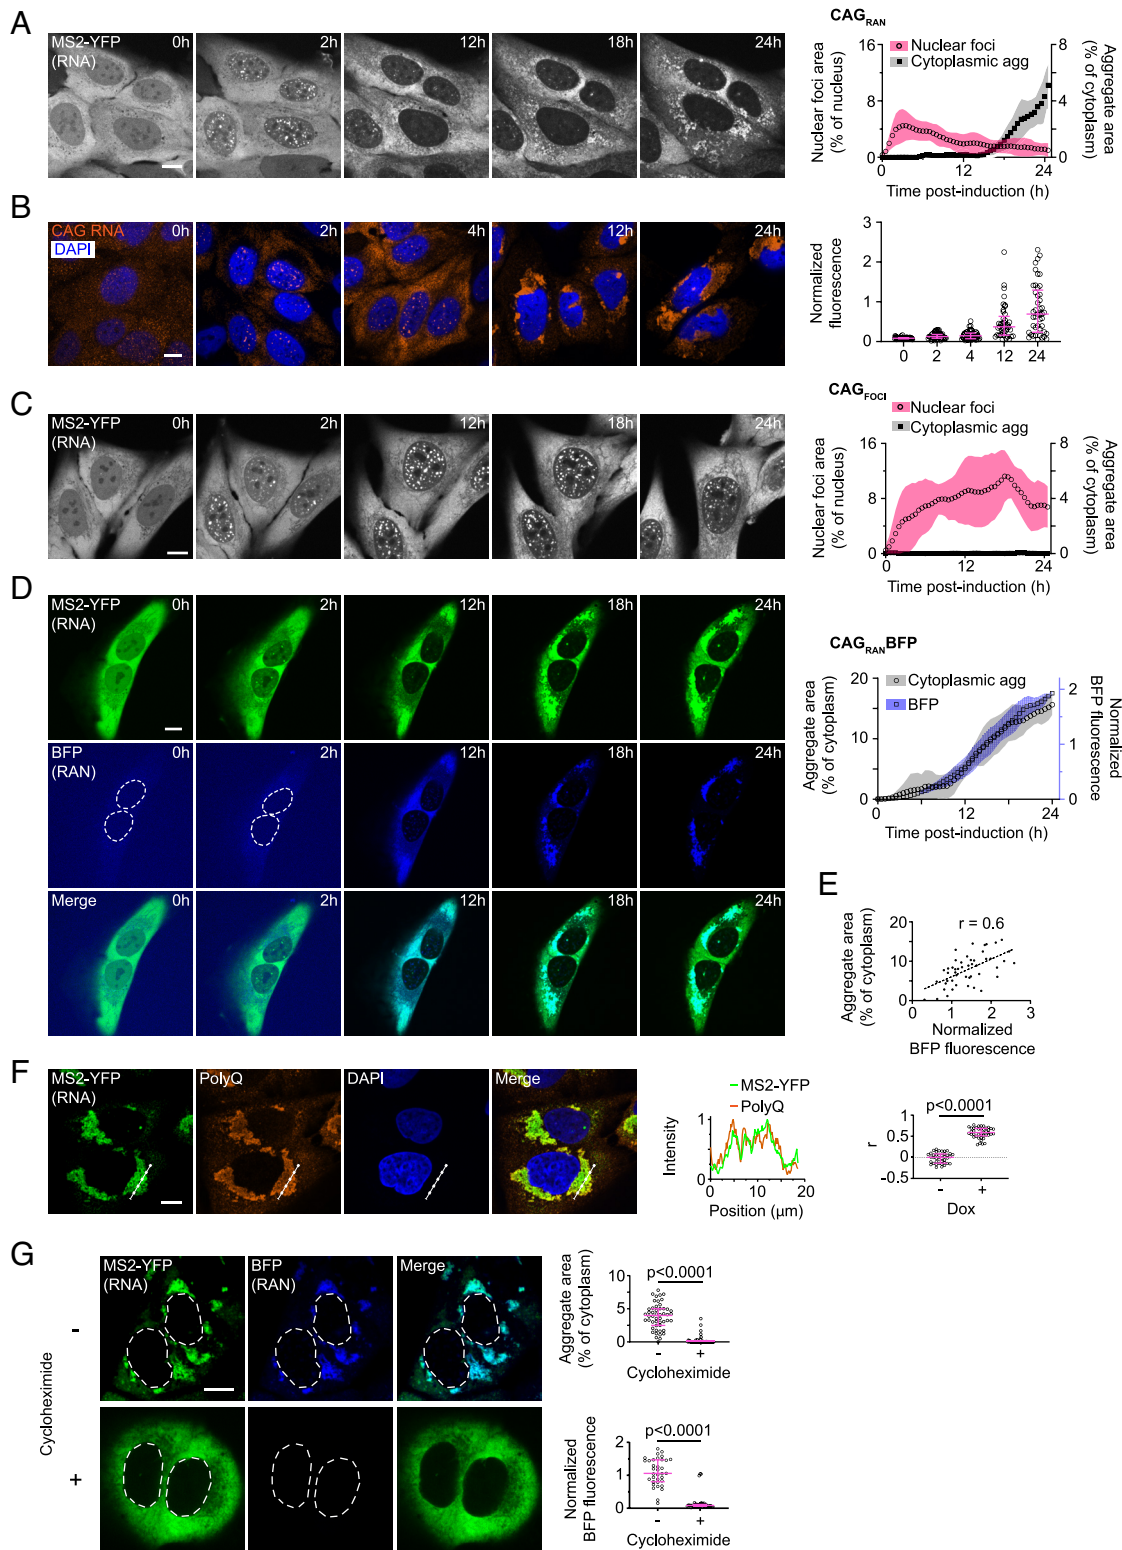 A
MS2-YFP
(RNA)
0h
2h
12h
18h
24h
CAGRAN
Nuclear foci
Cytoplasmic agg
Nuclear foci area
(% of nucleus)
16
8
0
Aggregate area
(% of cytoplasm)
8
4
0
0
12
24
Time post-induction (h)
B
CAG RNA
DAPI
0h
2h
4h
12h
24h
Normalized
fluorescence
3
2
1
0
0
2
4
12
24
C
MS2-YFP
(RNA)
0h
2h
12h
18h
24h
CAGFOCI
Nuclear foci
Cytoplasmic agg
Nuclear foci area
(% of nucleus)
16
8
0
Aggregate area
(% of cytoplasm)
8
4
0
0
12
24
Time post-induction (h)
D
MS2-YFP
(RNA)
0h
2h
12h
18h
24h
BFP
(RAN)
0h
2h
12h
18h
24h
Merge
0h
2h
12h
18h
24h
CAGRANBFP
Cytoplasmic agg
BFP
Aggregate area
(% of cytoplasm)
20
15
10
5
0
Normalized
BFP fluorescence
2
1
0
0
12
24
Time post-induction (h)
E
r = 0.6
Aggregate area
(% of cytoplasm)
20
10
0
0
1
2
3
Normalized
BFP fluorescence
F
MS2-YFP
(RNA)
PolyQ
DAPI
Merge
MS2-YFP
PolyQ
Intensity
1
0
0
10
20
Position (µm)
p<0.0001
r
1
0.5
0
−0.5
-
+
Dox
G
Cycloheximide
-
+
MS2-YFP
(RNA)
BFP
(RAN)
Merge
Aggregate area
(% of cytoplasm)
10
5
0
p<0.0001
-
+
Cycloheximide
Normalized
BFP fluorescence
2
1
0
p<0.0001
-
+
Cycloheximide